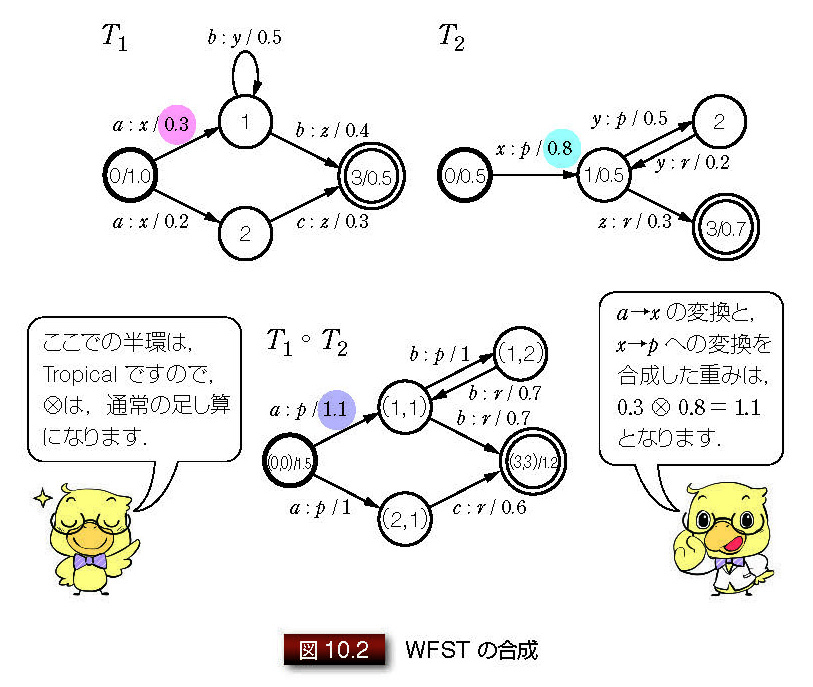 T₁
b : y / 0.5
a : x / 0.3
1
b : z / 0.4
0/1.0
3/0.5
a : x / 0.2
2
c : z / 0.3
T₂
y : p / 0.5
2
x : p / 0.8
y : r / 0.2
0/0.5
1/0.5
z : r / 0.3
3/0.7
ここでの半環は，
Tropical ですので，
⊗は，通常の足し算
になります．
T₁ ∘ T₂
b : p / 1
(1,2)
a : p / 1.1
b : r / 0.7
(1,1)
b : r / 0.7
(0,0)/1.5
(3,3)/1.2
a : p / 1
(2,1)
c : r / 0.6
a→x の変換と，
x→p への変換を
合成した重みは，
0.3 ⊗ 0.8 = 1.1
となります．
図 10.2 WFST の合成